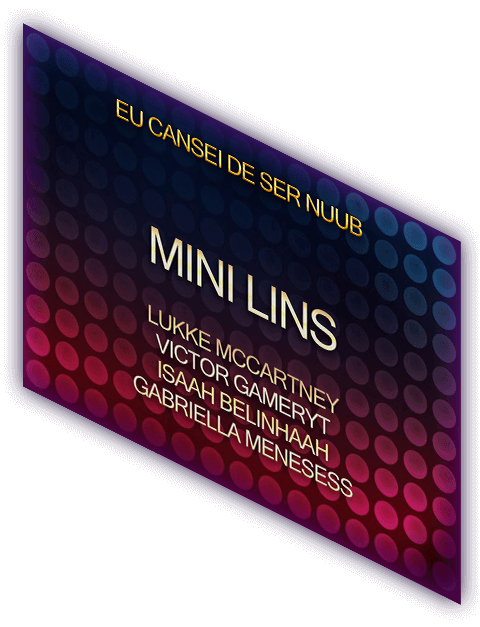 EU CANSEI DE SER NUUB
MINI LINS
LUKKE MCCARTNEY
VICTOR GAMERYT
ISAAH BELINHAAH
GABRIELLA MENESESS